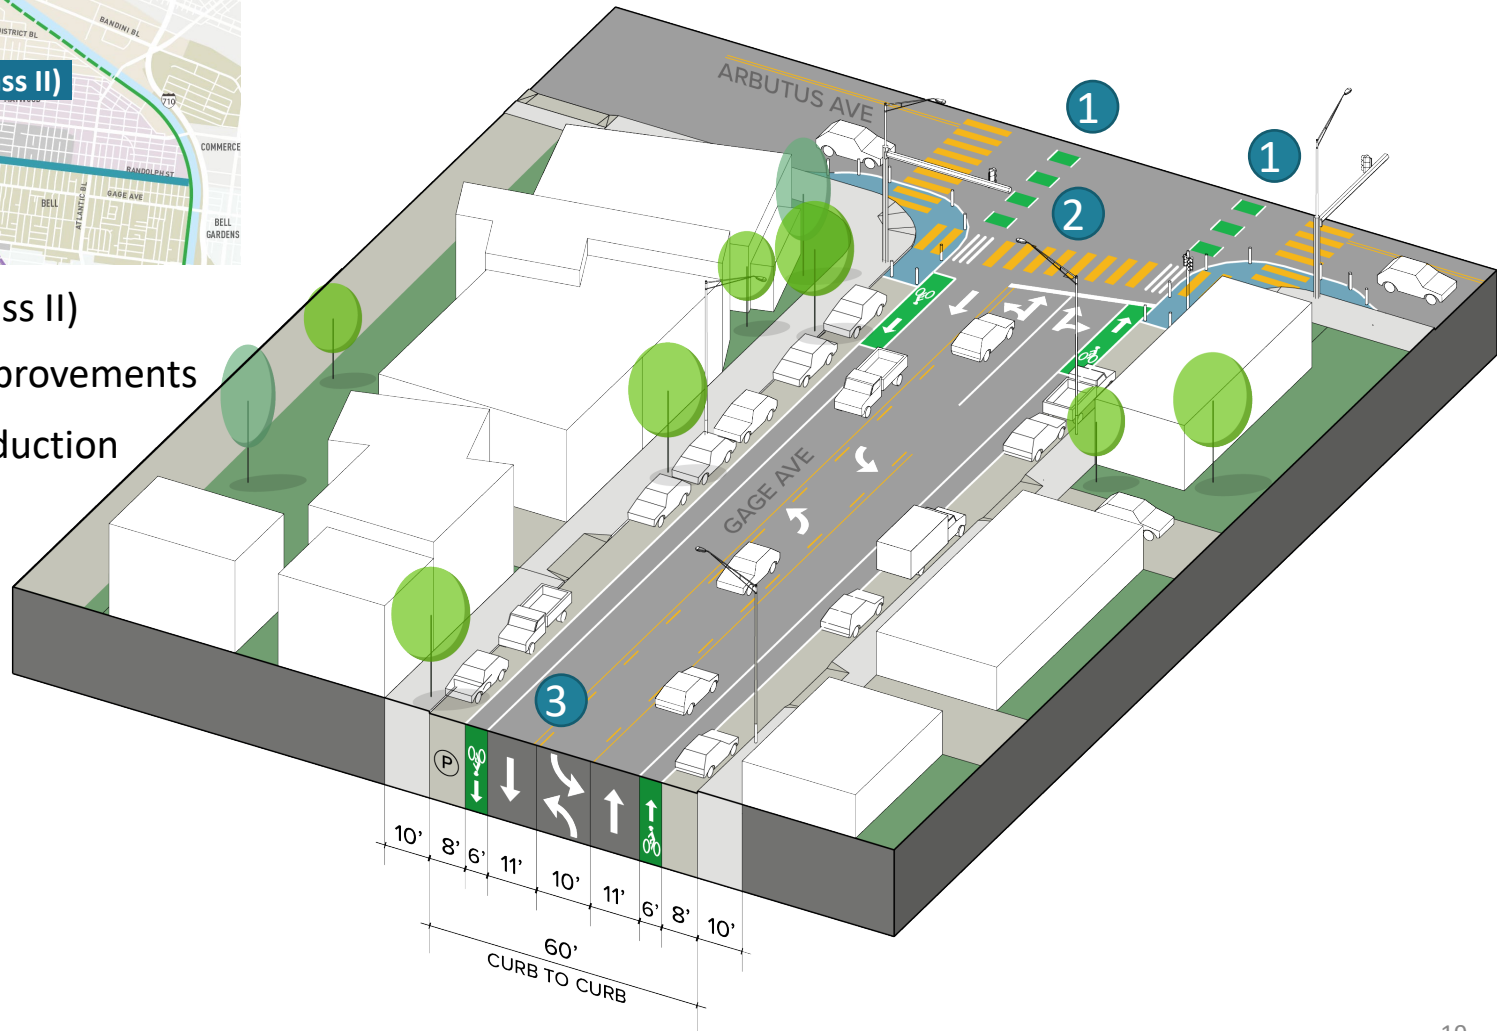 BANDINI BL
DISTRICT BL
ss II)
710
COMMERCE
RANDOLPH ST
GAGE AVE
BELL
ATLANTIC BL
BELL
GARDENS
ss II)
provements
duction
ARBUTUS AVE
1
1
2
GAGE AVE
3
P
10'
8'
6'
11'
10'
11'
6'
8'
10'
60'
CURB TO CURB